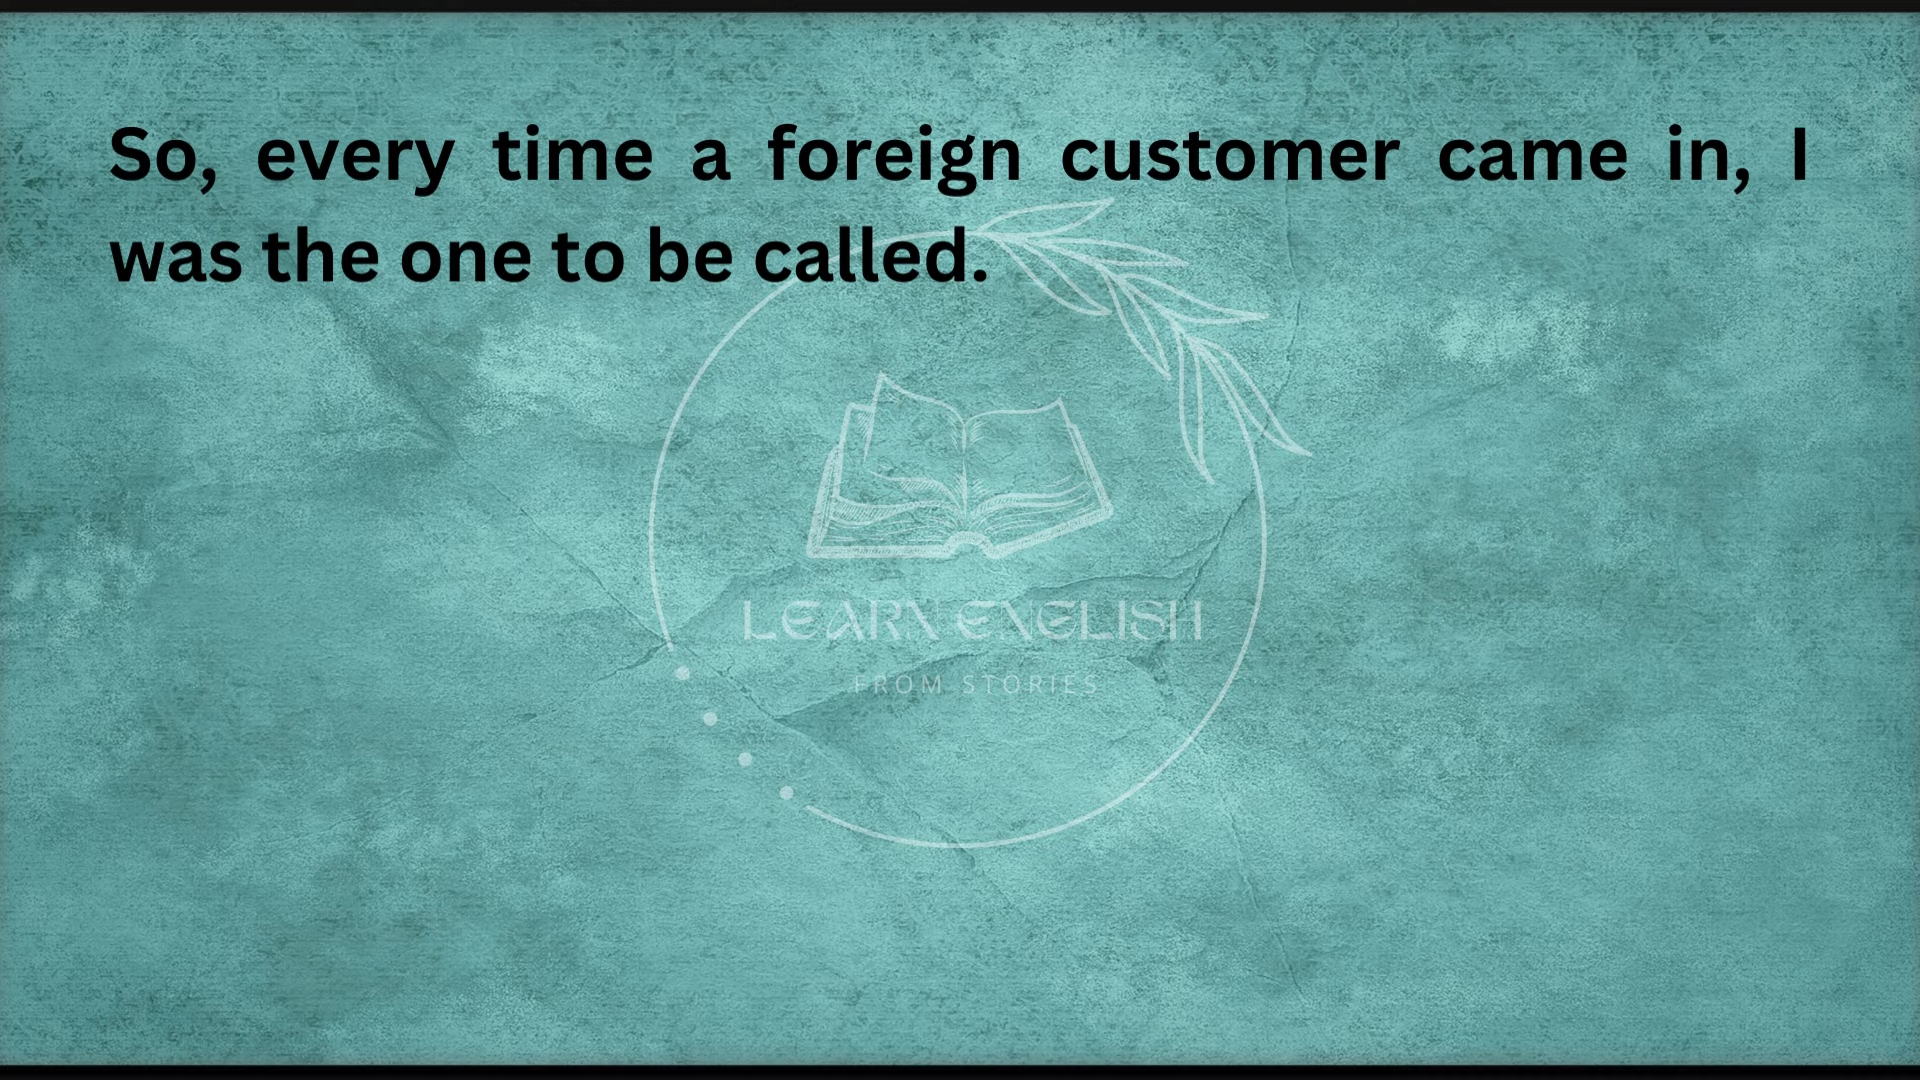 So, every time a foreign customer came in, I
was the one to be called.
LEARN ENGLISH
FROM STORIES